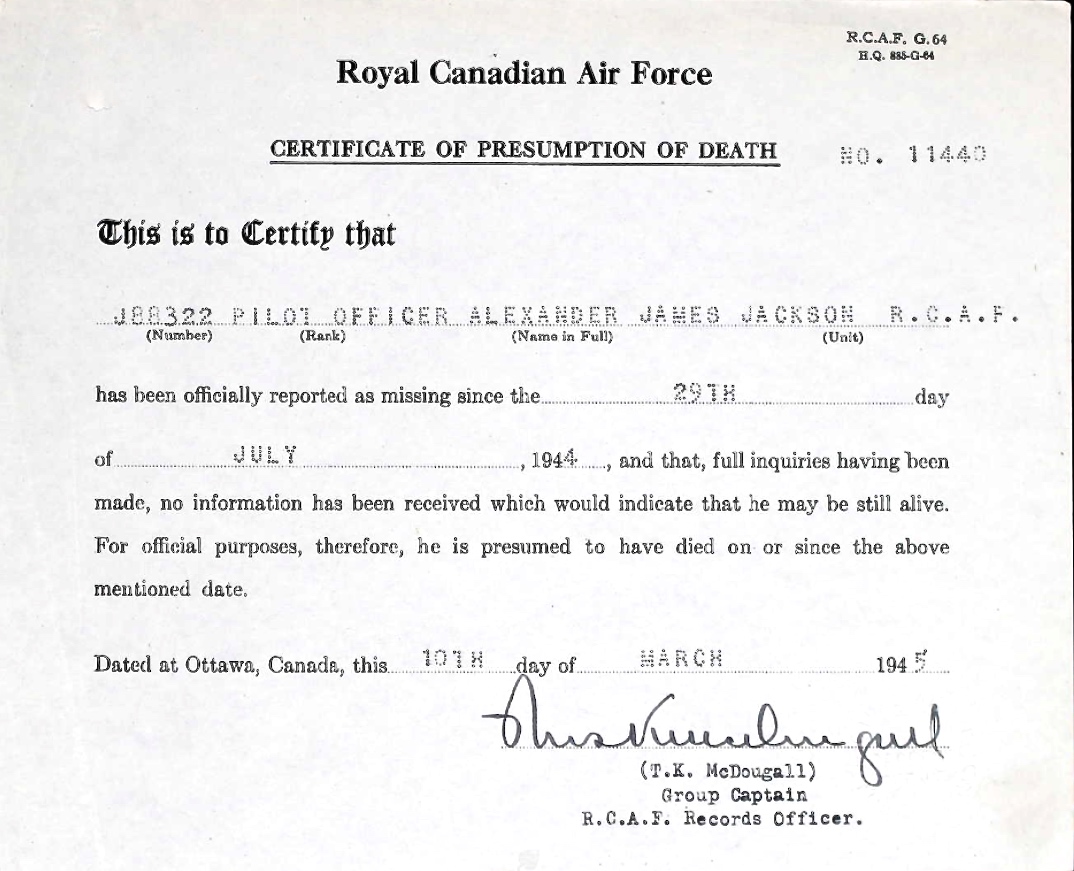 R.C.A.F. G. 64
H.Q. 885-G-64
Royal Canadian Air Force
CERTIFICATE OF PRESUMPTION OF DEATH NO. 11440
This is to Certify that
J88322 PILOT OFFICER ALEXANDER JAMES JACKSON R.C.A.F.
(Number) (Rank) (Name in Full) (Unit)
has been officially reported as missing since the 29TH day
of JULY, 1944, and that, full inquiries having been
made, no information has been received which would indicate that he may be still alive.
For official purposes, therefore, he is presumed to have died on or since the above
mentioned date.
Dated at Ottawa, Canada, this 10TH day of MARCH 1945
(T.K. McDougall)
Group Captain
R.C.A.F. Records Officer.